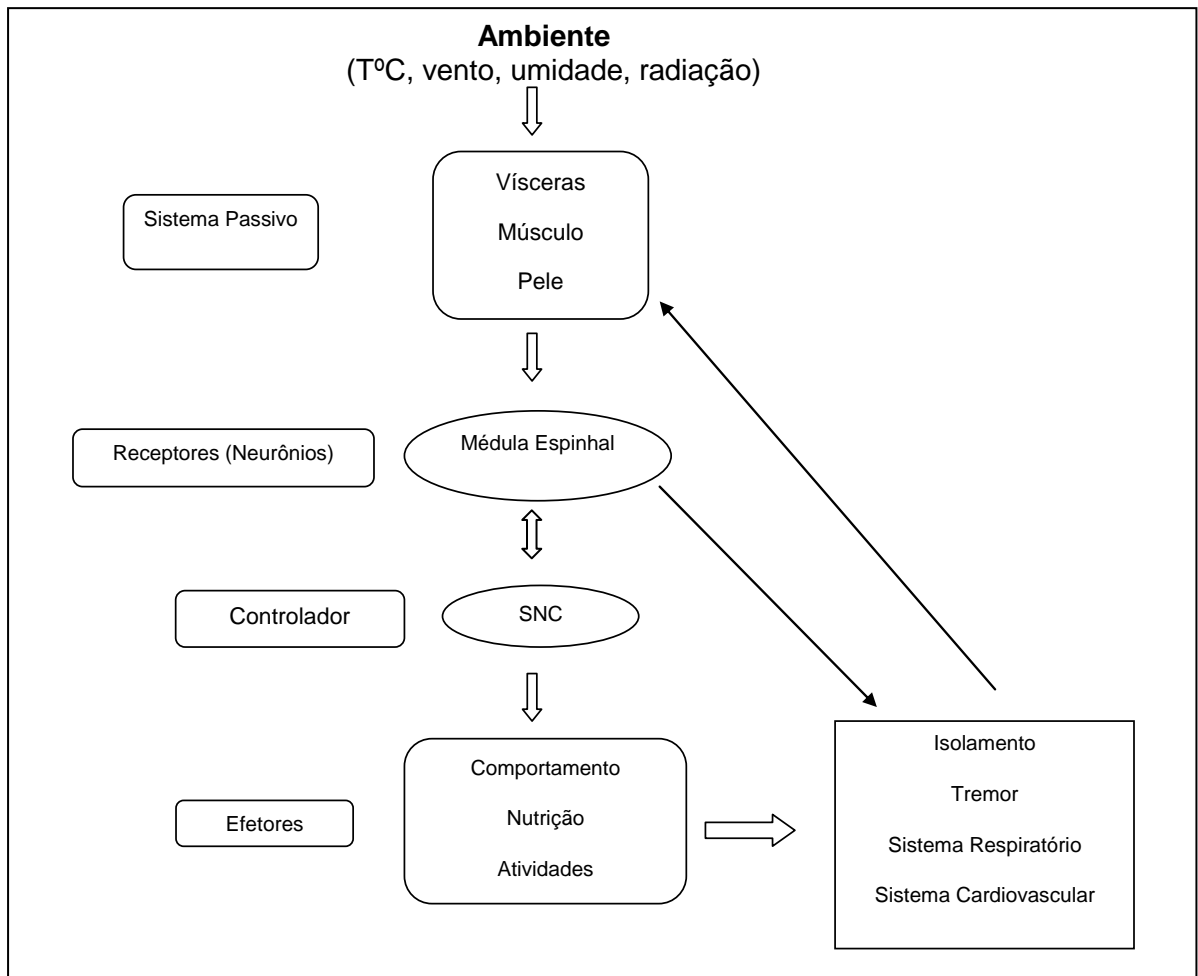 Ambiente
(TºC, vento, umidade, radiação)
Vísceras
Músculo
Pele
Sistema Passivo
Receptores (Neurônios)
Médula Espinhal
Controlador
SNC
Efetores
Comportamento
Nutrição
Atividades
Isolamento
Tremor
Sistema Respiratório
Sistema Cardiovascular